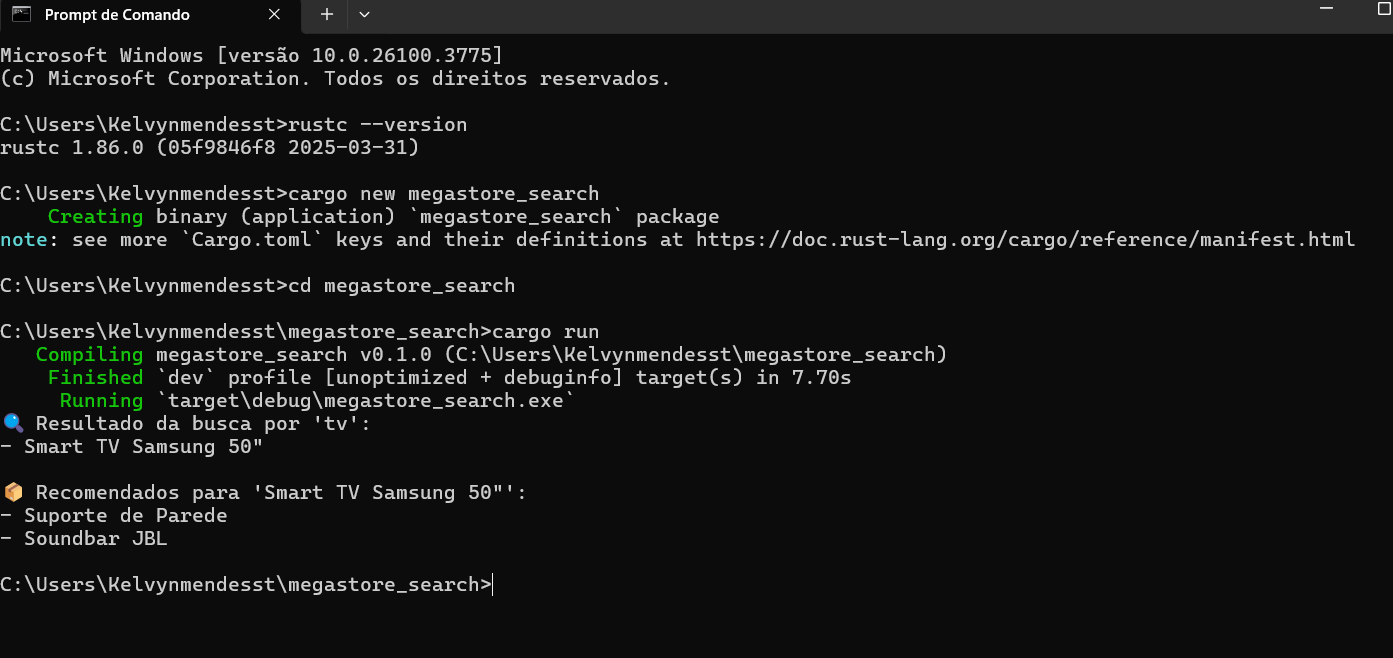 Prompt de Comando
Microsoft Windows [versão 10.0.26100.3775]
(c) Microsoft Corporation. Todos os direitos reservados.
C:\Users\Kelvynmendesst>rustc --version
rustc 1.86.0 (05f9846f8 2025-03-31)
C:\Users\Kelvynmendesst>cargo new megastore_search
Creating binary (application) `megastore_search` package
note: see more `Cargo.toml` keys and their definitions at https://doc.rust-lang.org/cargo/reference/manifest.html
C:\Users\Kelvynmendesst>cd megastore_search
C:\Users\Kelvynmendesst\megastore_search>cargo run
Compiling megastore_search v0.1.0 (C:\Users\Kelvynmendesst\megastore_search)
Finished `dev` profile [unoptimized + debuginfo] target(s) in 7.70s
Running `target\debug\megastore_search.exe`
🔍 Resultado da busca por 'tv':
- Smart TV Samsung 50"
📦 Recomendados para 'Smart TV Samsung 50"':
- Suporte de Parede
- Soundbar JBL
C:\Users\Kelvynmendesst\megastore_search>